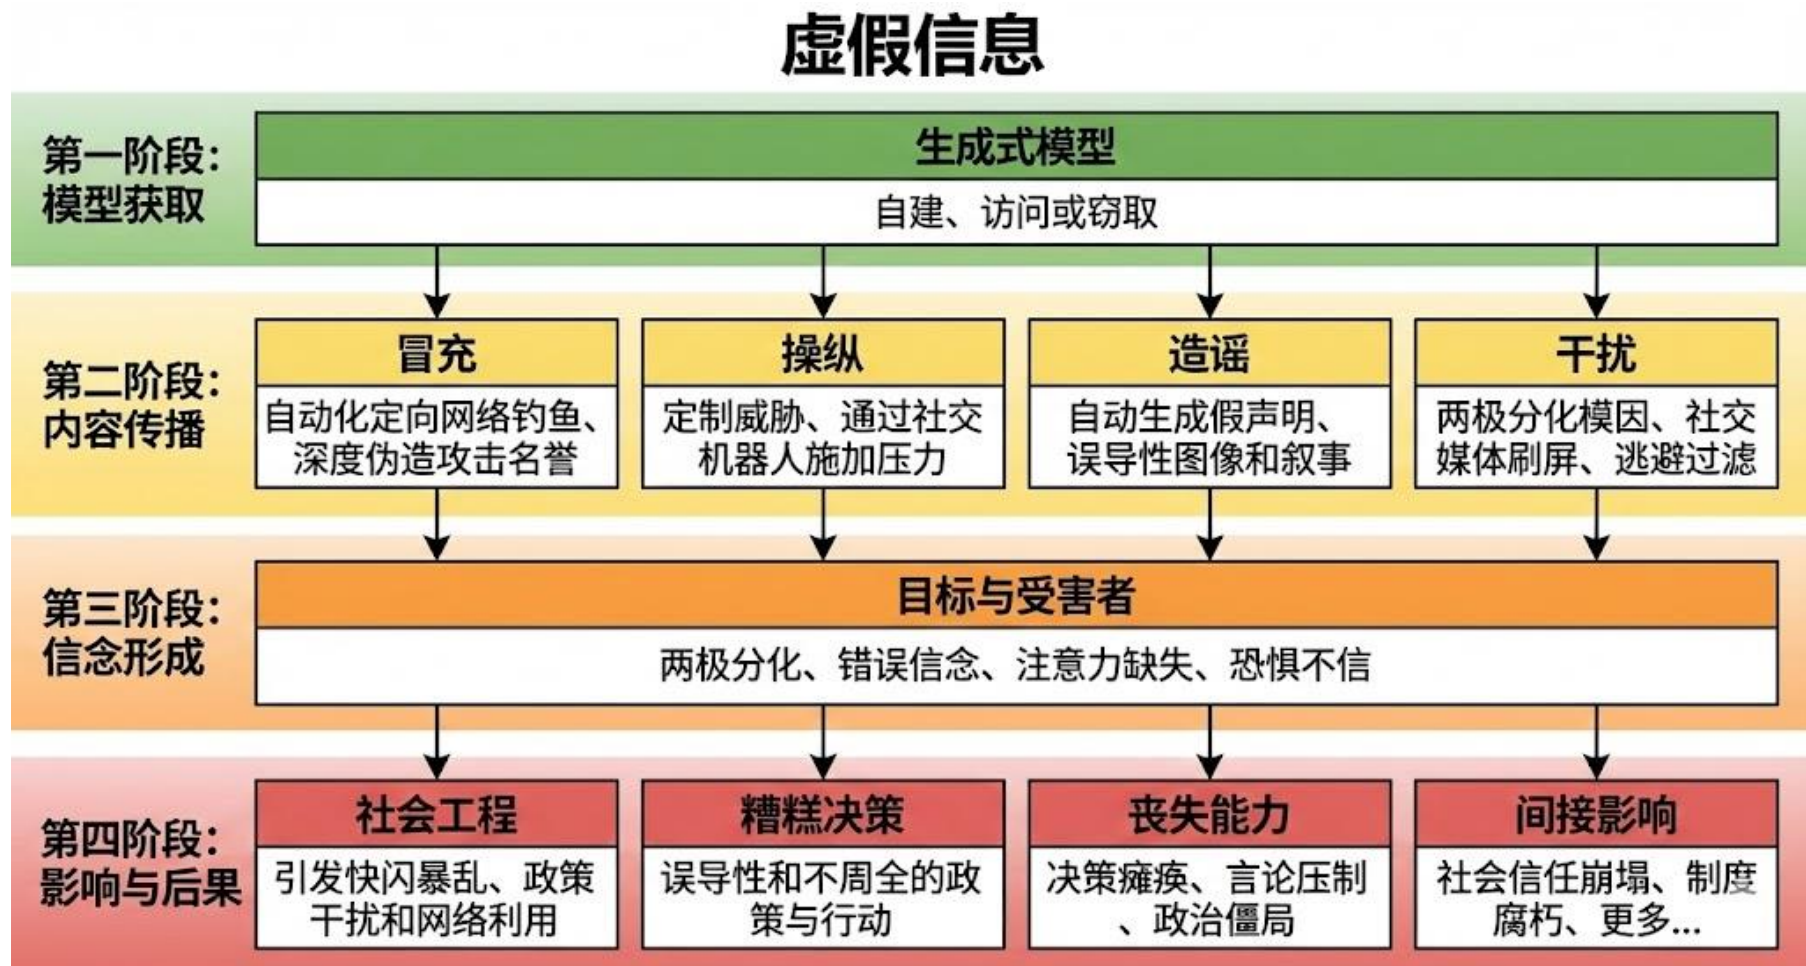 虚假信息
第一阶段：
模型获取
生成式模型
自建、访问或窃取
第二阶段：
内容传播
冒充
自动化定向网络钓鱼、
深度伪造攻击名誉
操纵
定制威胁、通过社交
机器人施加压力
造谣
自动生成假声明、
误导性图像和叙事
干扰
两极分化模因、社交
媒体刷屏、逃避过滤
第三阶段：
信念形成
目标与受害者
两极分化、错误信念、注意力缺失、恐惧不信
第四阶段：
影响与后果
社会工程
引发快闪暴乱、政策
干扰和网络利用
糟糕决策
误导性和不周全的政
策与行动
丧失能力
决策瘫痪、言论压制
、政治僵局
间接影响
社会信任崩塌、制度
腐朽、更多...